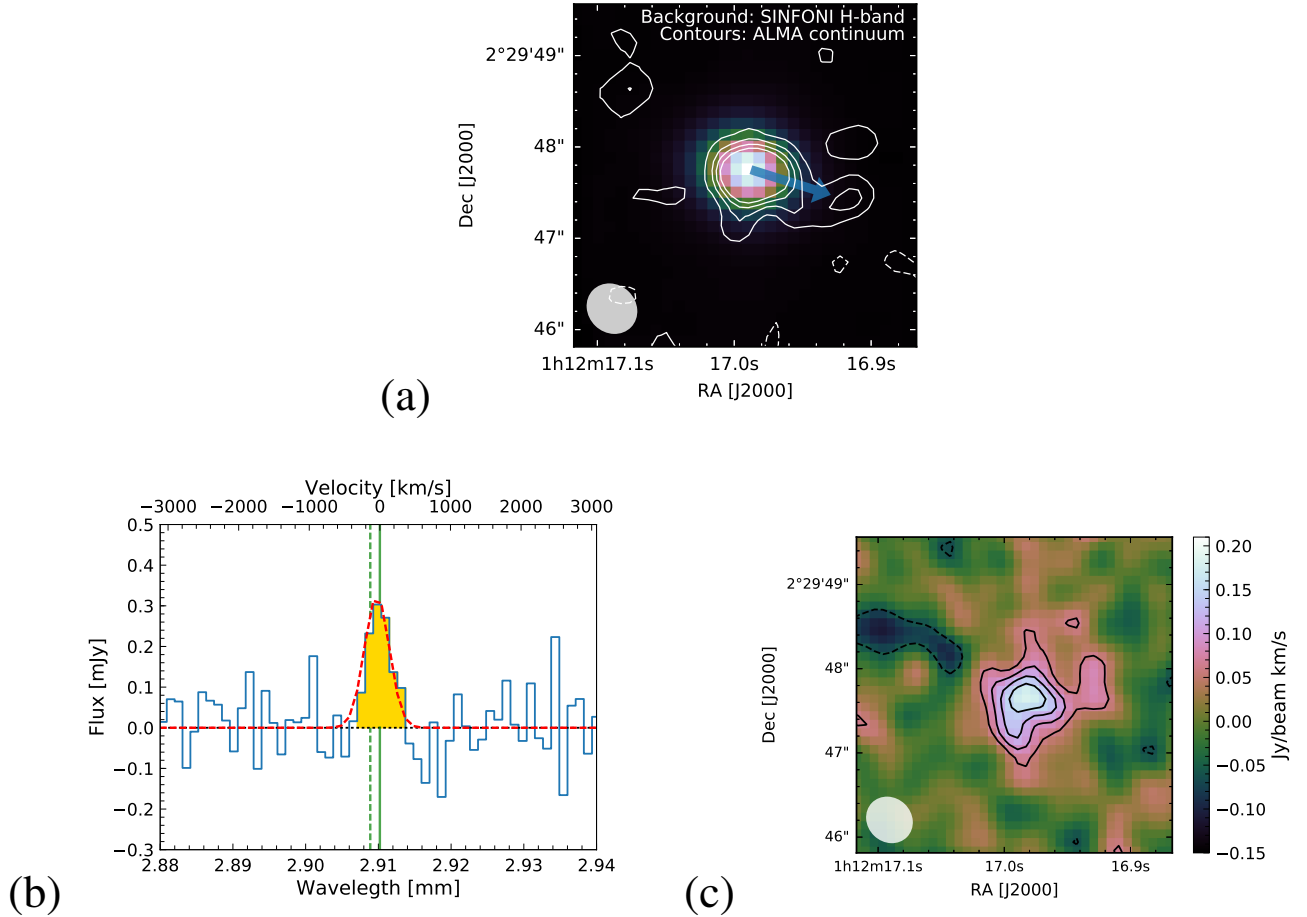 Background: SINFONI H-band
Contours: ALMA continuum
2°29'49"
48"
47"
46"
Dec [J2000]
1h12m17.1s 17.0s 16.9s
RA [J2000]
(a)
Velocity [km/s]
−3000 −2000 −1000 0 1000 2000 3000
0.5
0.4
0.3
0.2
0.1
0.0
−0.1
−0.2
−0.3
Flux [mJy]
2.88 2.89 2.90 2.91 2.92 2.93 2.94
Wavelegth [mm]
(b)
2°29'49"
48"
47"
46"
Dec [J2000]
1h12m17.1s 17.0s 16.9s
RA [J2000]
0.20
0.15
0.10
0.05
0.00
−0.05
−0.10
−0.15
Jy/beam km/s
(c)